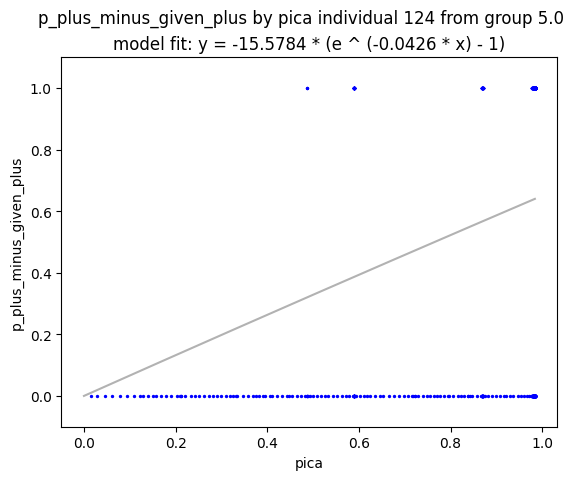 p_plus_minus_given_plus by pica individual 124 from group 5.0
model fit: y = -15.5784 * (e ^ (-0.0426 * x) - 1)
1.0
0.8
0.6
0.4
0.2
0.0
p_plus_minus_given_plus
0.0 0.2 0.4 0.6 0.8 1.0
pica